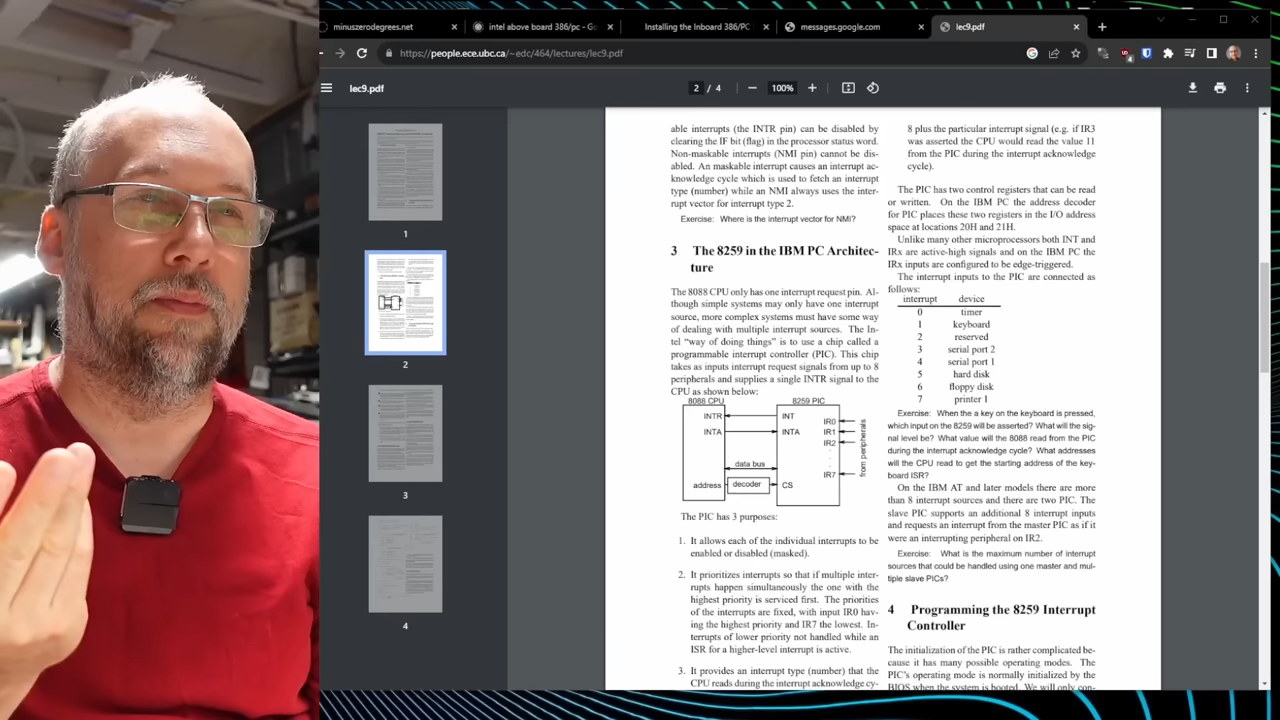 minuszerodegrees.net
intel above board 386/pc - Go
Installing the Inboard 386/PC
messages.google.com
lec9.pdf
https://people.ece.ubc.ca/~edc/464/lectures/lec9.pdf
lec9.pdf
2 / 4
100%
1
2
3
4
able interrupts (the INTR pin) can be disabled by
clearing the IF bit (flag) in the processor status word.
Non-maskable interrupts (NMI pin) cannot be dis-
abled. An maskable interrupt causes an interrupt ac-
knowledge cycle which is used to fetch an interrupt
type (number) while an NMI always uses the inter-
rupt vector for interrupt type 2.
Exercise: Where is the interrupt vector for NMI?
3 The 8259 in the IBM PC Architec-
ture
The 8088 CPU only has one interrupt request pin. Al-
though simple systems may only have one interrupt
source, more complex systems must have some way
of dealing with multiple interrupt sources. The In-
tel “way of doing things” is to use a chip called a
programmable interrupt controller (PIC). This chip
takes as inputs interrupt request signals from up to 8
peripherals and supplies a single INTR signal to the
CPU as shown below:
8088 CPU
8259 PIC
INTR
INT
INTA
INTA
IR0
IR1
IR2
IR7
from peripherals
data bus
address
decoder
CS
The PIC has 3 purposes:
1. It allows each of the individual interrupts to be
enabled or disabled (masked).
2. It prioritizes interrupts so that if multiple inter-
rupts happen simultaneously the one with the
highest priority is serviced first. The priorities
of the interrupts are fixed, with input IR0 hav-
ing the highest priority and IR7 the lowest. In-
terrupts of lower priority not handled while an
ISR for a higher-level interrupt is active.
3. It provides an interrupt type (number) that the
CPU reads during the interrupt acknowledge cy-
8 plus the particular interrupt signal (e.g. if IR3
was asserted the CPU would read the value 11
from the PIC during the interrupt acknowledge
cycle).
The PIC has two control registers that can be read
or written. On the IBM PC the address decoder
for PIC places these two registers in the I/O address
space at locations 20H and 21H.
Unlike many other microprocessors both INT and
IRx are active-high signals and on the IBM PC the
IRx inputs are configured to be edge-triggered.
The interrupt inputs to the PIC are connected as
follows:
interrupt device
0 timer
1 keyboard
2 reserved
3 serial port 2
4 serial port 1
5 hard disk
6 floppy disk
7 printer 1
Exercise: When the a key on the keyboard is pressed,
which input on the 8259 will be asserted? What will the sig-
nal level be? What value will the 8088 read from the PIC
during the interrupt acknowledge cycle? What addresses
will the CPU read to get the starting address of the key-
board ISR?
On the IBM AT and later models there are more
than 8 interrupt sources and there are two PIC. The
slave PIC supports an additional 8 interrupt inputs
and requests an interrupt from the master PIC as if it
were an interrupting peripheral on IR2.
Exercise: What is the maximum number of interrupt
sources that could be handled using one master and mul-
tiple slave PICs?
4 Programming the 8259 Interrupt
Controller
The initialization of the PIC is rather complicated be-
cause it has many possible operating modes. The
PIC's operating mode is normally initialized by the
BIOS when the system is booted. We will only con-